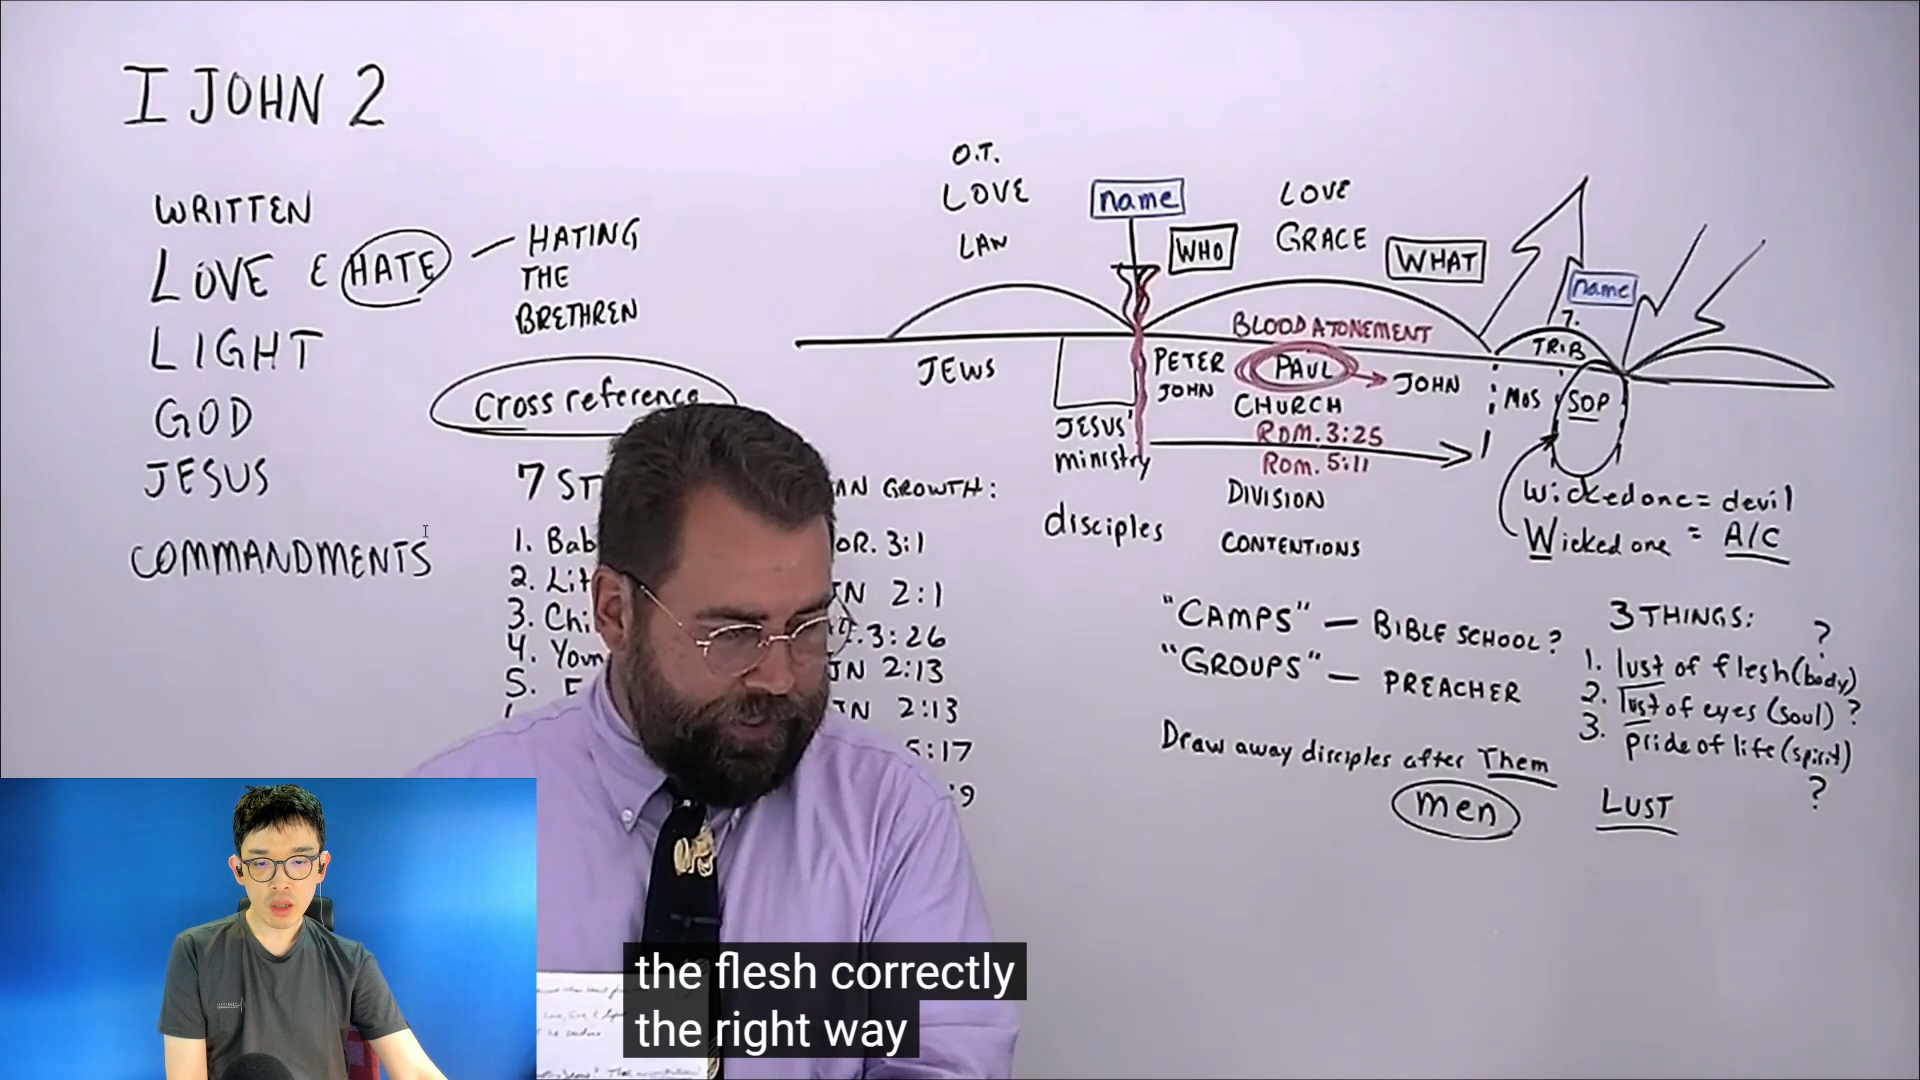 I JOHN 2
WRITTEN
LOVE & HATE — HATING
THE
BRETHREN
LIGHT
GOD
JESUS
COMMANDMENTS
Cross reference
7 ST
AN GROWTH:
1. Bab
OR. 3:1
2. Lit
N 2:1
3. Chi
3:26
4. Youn
JN 2:13
5. F
JN 2:13
5:17
:9
O.T.
LOVE
LAW
name
WHO
LOVE
GRACE
WHAT
name
7.
BLOOD ATONEMENT
TRIB
JEWS
PETER
JOHN
PAUL
JOHN
CHURCH
MOS
SOP
JESUS'
ministry
ROM. 3:25
Rom. 5:11
disciples
DIVISION
CONTENTIONS
Wicked one = devil
Wicked one = A/C
"CAMPS" — BIBLE SCHOOL?
"GROUPS" — PREACHER
Draw away disciples after Them
men
3 THINGS: ?
1. lust of flesh (body)
2. lust of eyes (soul) ?
3. pride of life (spirit)
?
LUST
the flesh correctly
the right way